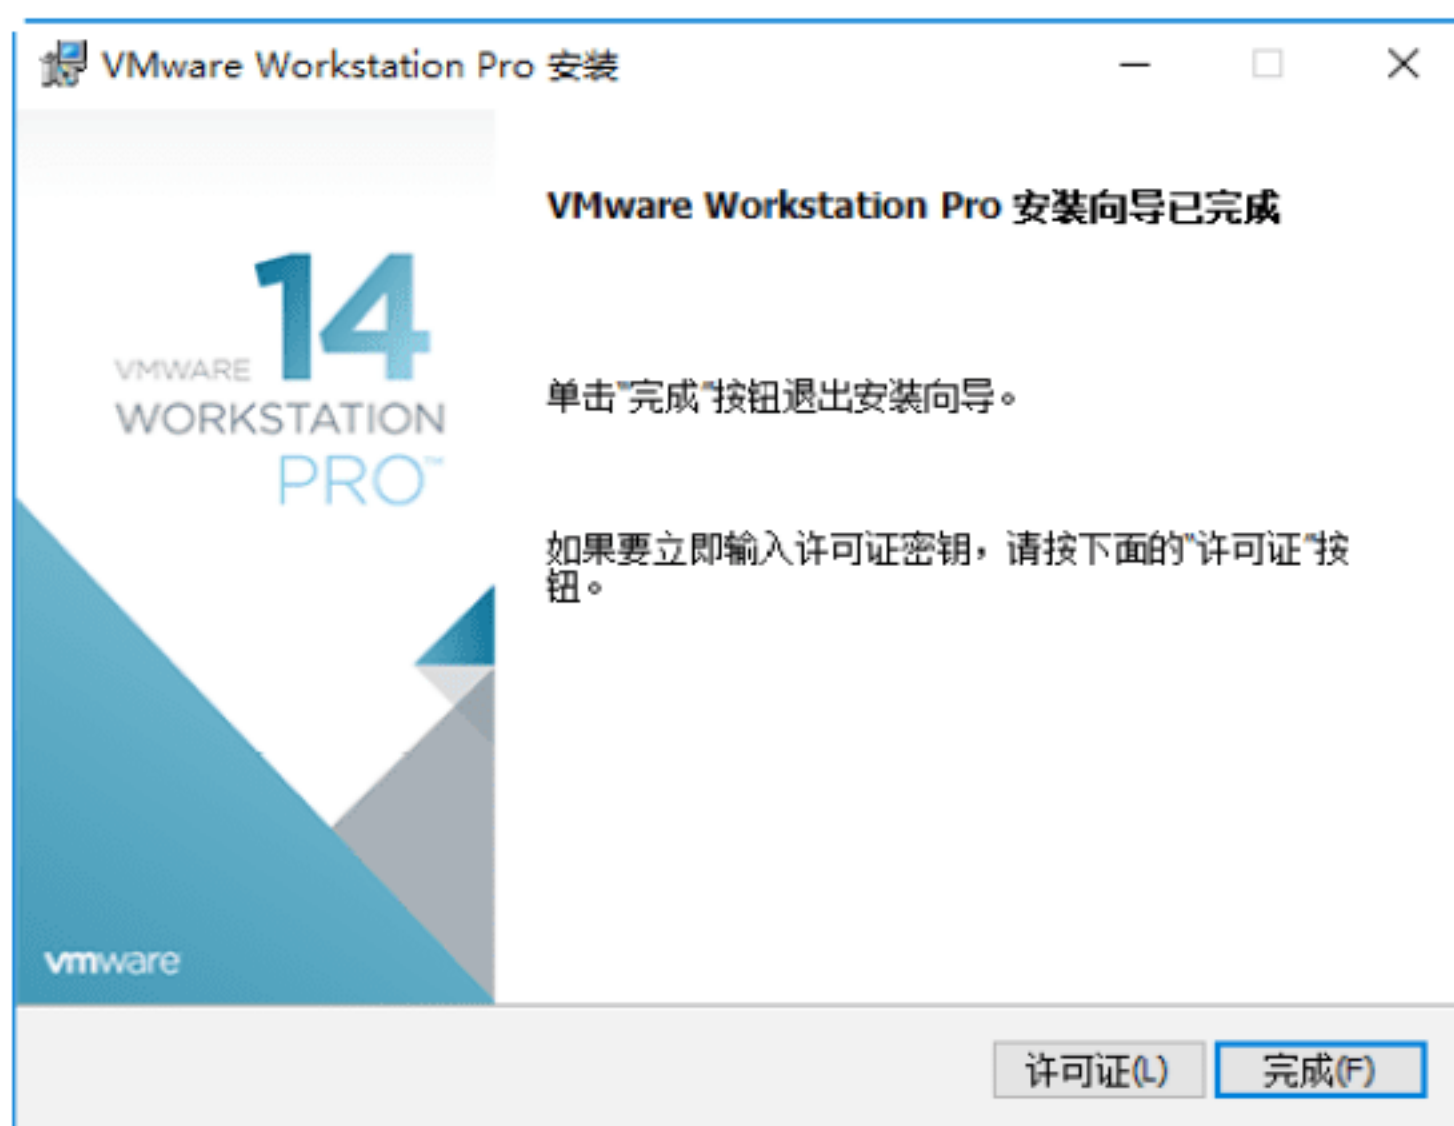 VMware Workstation Pro 安装
VMware Workstation Pro 安装向导已完成
14
VMWARE
WORKSTATION
PRO™
单击"完成"按钮退出安装向导。
如果要立即输入许可证密钥，请按下面的"许可证"按
钮。
vmware
许可证(L)
完成(F)